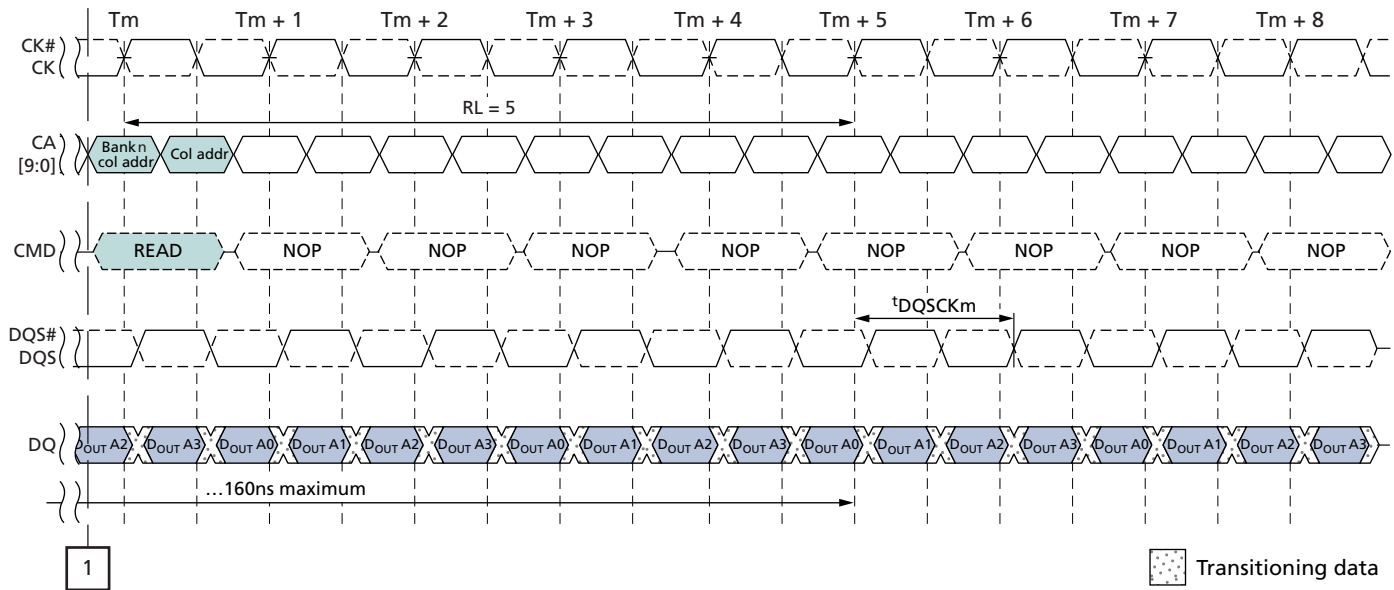 Tm Tm + 1 Tm + 2 Tm + 3 Tm + 4 Tm + 5 Tm + 6 Tm + 7 Tm + 8
CK#
CK
RL = 5
CA
[9:0]
Bank n
col addr
Col addr
CMD READ NOP NOP NOP NOP NOP NOP NOP NOP
tDQSCKm
DQS#
DQS
DQ DOUT A2 DOUT A3 DOUT A0 DOUT A1 DOUT A2 DOUT A3 DOUT A0 DOUT A1 DOUT A2 DOUT A3 DOUT A0 DOUT A1 DOUT A2 DOUT A3 DOUT A0 DOUT A1 DOUT A2 DOUT A3
…160ns maximum
1
Transitioning data